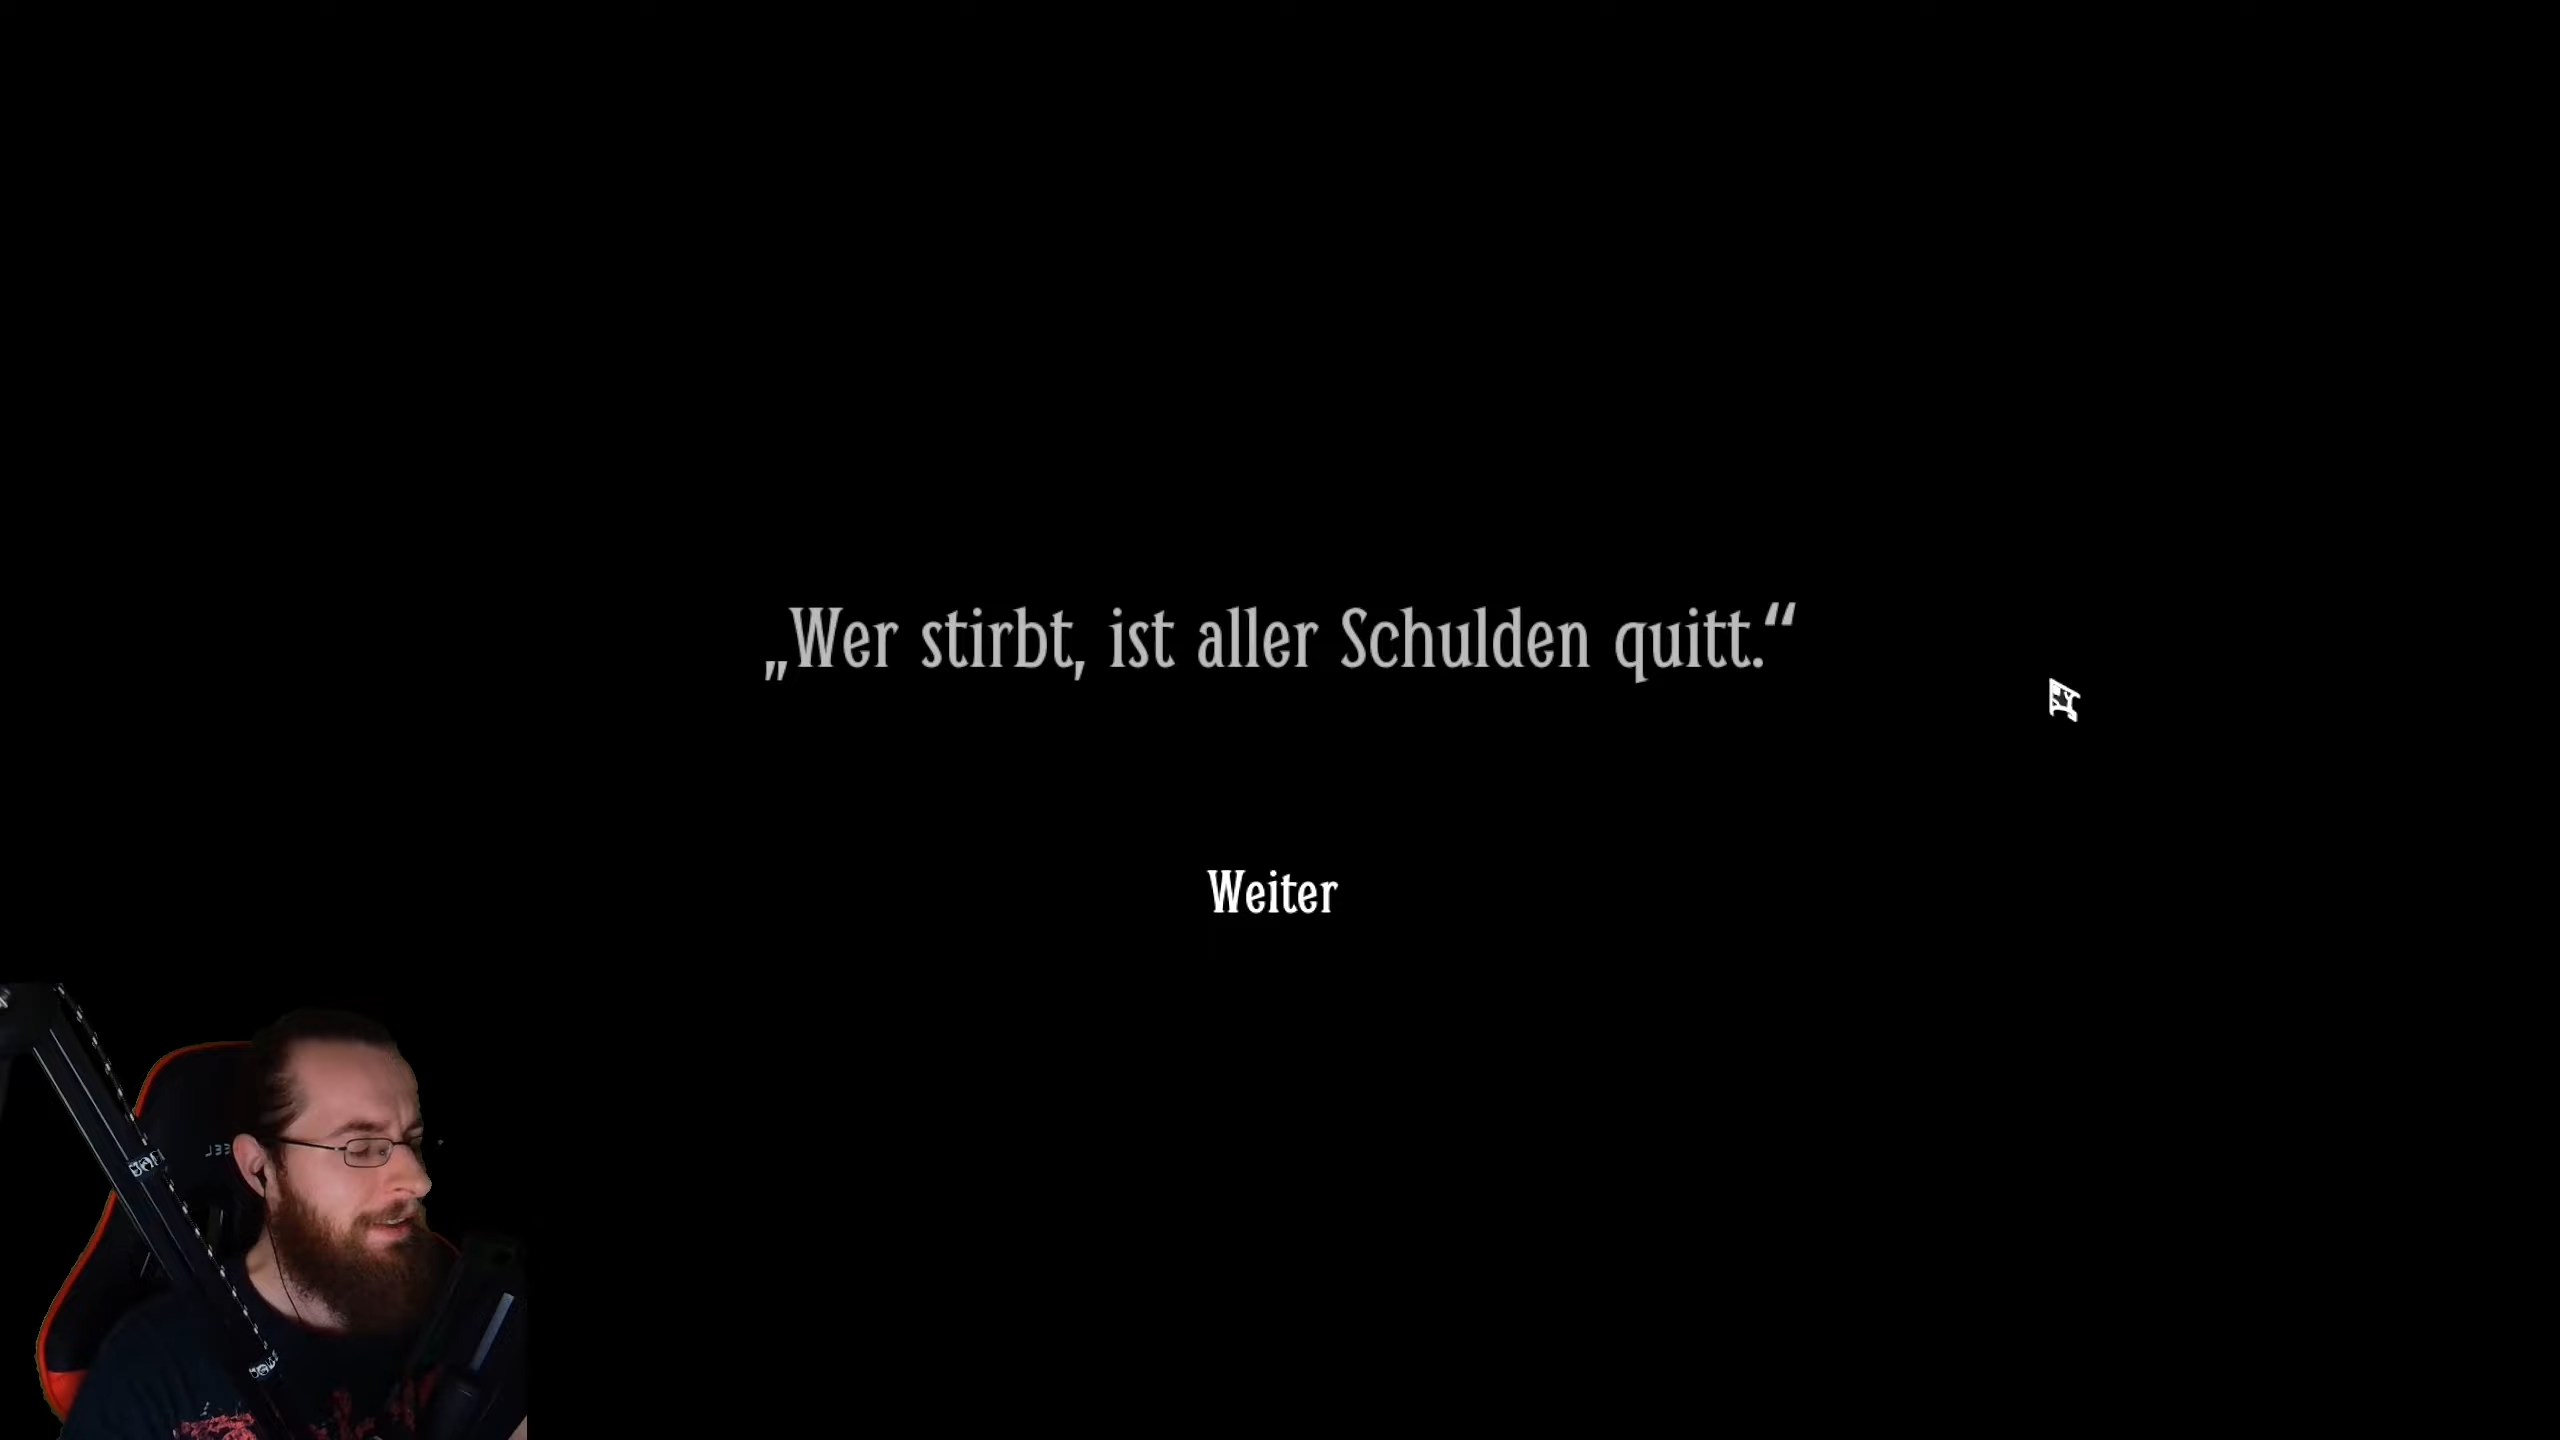 „Wer stirbt, ist aller Schulden quitt.“
Weiter